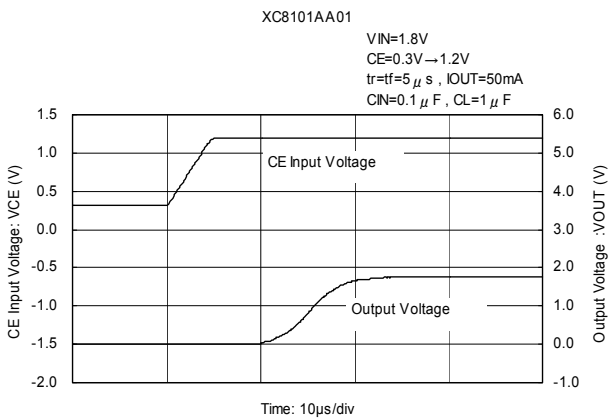 XC8101AA01
VIN=1.8V
CE=0.3V→1.2V
tr=tf=5μs , IOUT=50mA
CIN=0.1μF , CL=1μF
CE Input Voltage: VCE (V)
1.5
1.0
0.5
0.0
-0.5
-1.0
-1.5
-2.0
CE Input Voltage
Output Voltage
6.0
5.0
4.0
3.0
2.0
1.0
0.0
-1.0
Output Voltage :VOUT (V)
Time: 10μs/div